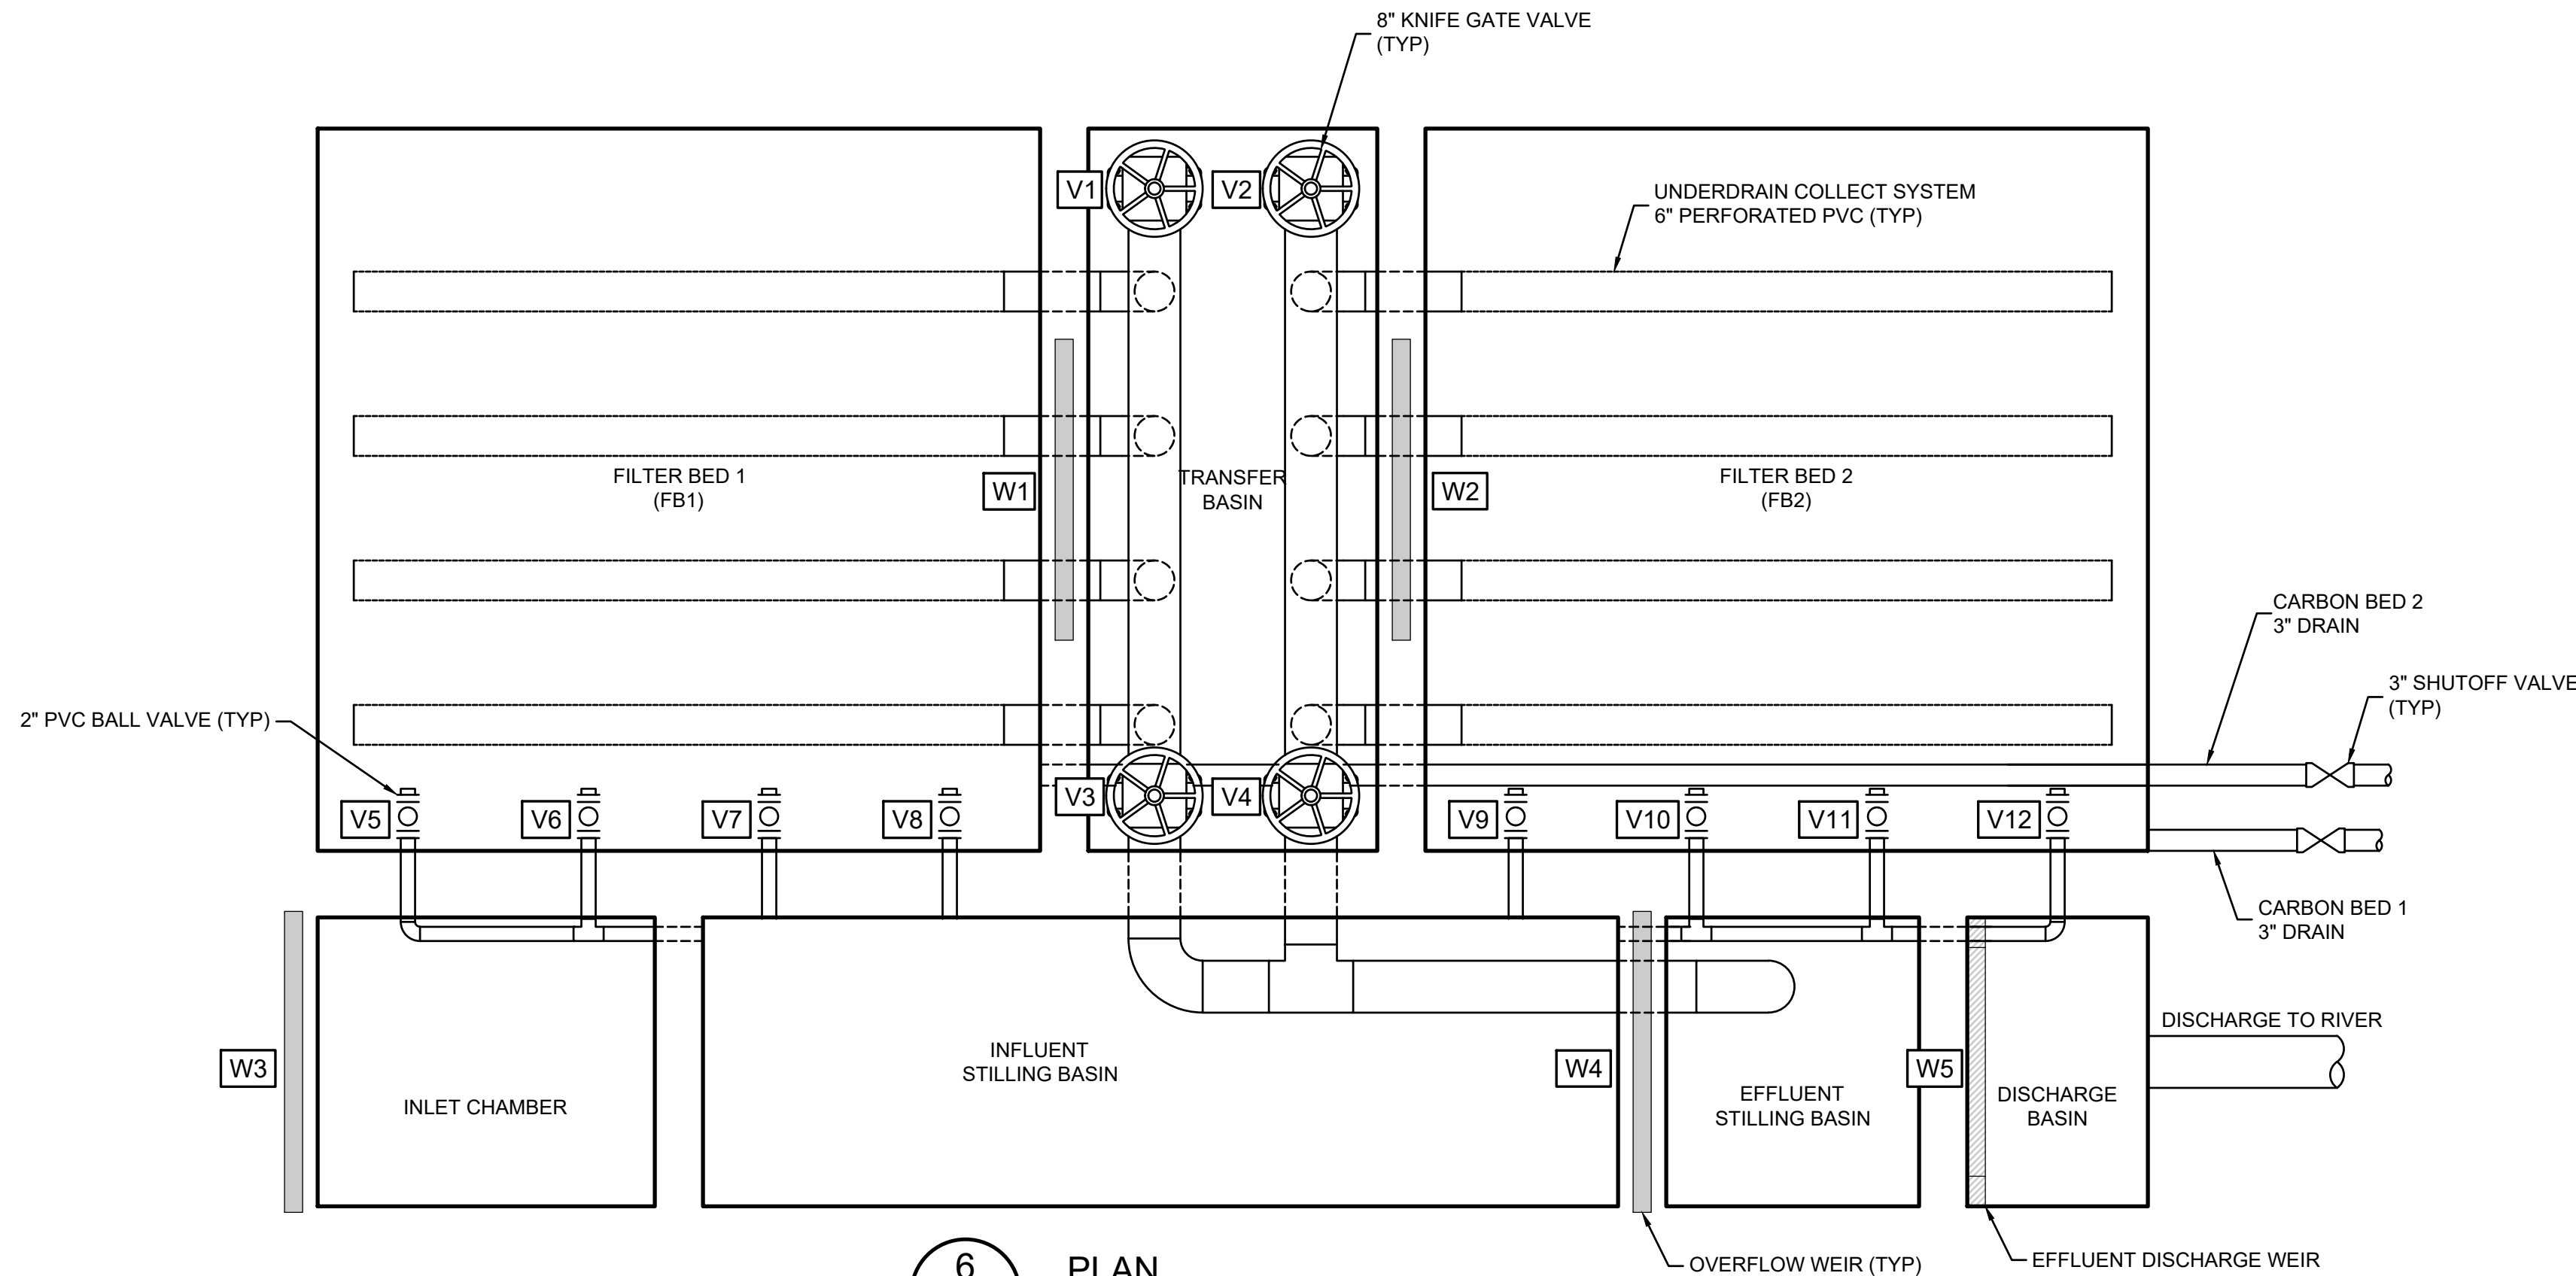 8" KNIFE GATE VALVE
(TYP)
V1
V2
UNDERDRAIN COLLECT SYSTEM
6" PERFORATED PVC (TYP)
FILTER BED 1
(FB1)
W1
TRANSFER
BASIN
W2
FILTER BED 2
(FB2)
CARBON BED 2
3" DRAIN
3" SHUTOFF VALVE
(TYP)
2" PVC BALL VALVE (TYP)
V5
V6
V7
V8
V3
V4
V9
V10
V11
V12
CARBON BED 1
3" DRAIN
DISCHARGE TO RIVER
W3
INLET CHAMBER
INFLUENT
STILLING BASIN
W4
EFFLUENT
STILLING BASIN
W5
DISCHARGE
BASIN
OVERFLOW WEIR (TYP)
EFFLUENT DISCHARGE WEIR
6
PLAN